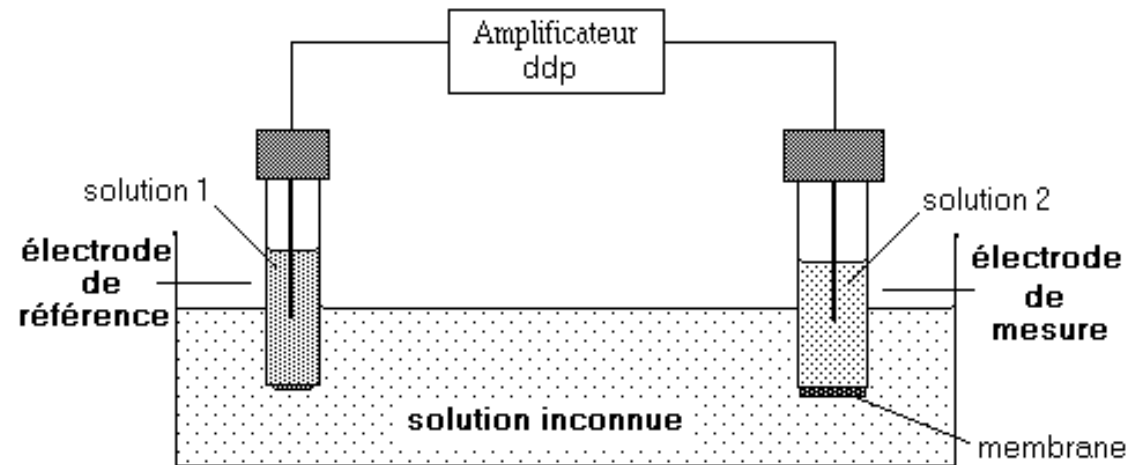 Amplificateur
ddp
solution 1
électrode
de
référence
solution 2
électrode
de
mesure
solution inconnue
membrane